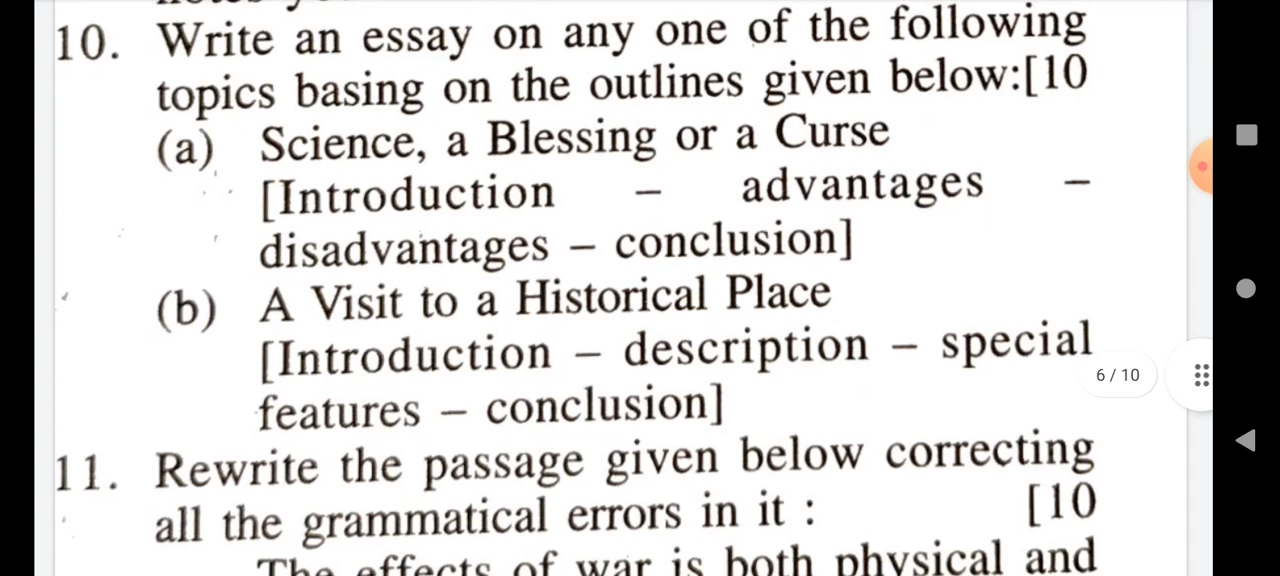 10. Write an essay on any one of the following
topics basing on the outlines given below:[10
(a) Science, a Blessing or a Curse
[Introduction – advantages –
disadvantages – conclusion]
(b) A Visit to a Historical Place
[Introduction – description – special
features – conclusion]
6 / 10
11. Rewrite the passage given below correcting
all the grammatical errors in it : [10
The effects of war is both physical and